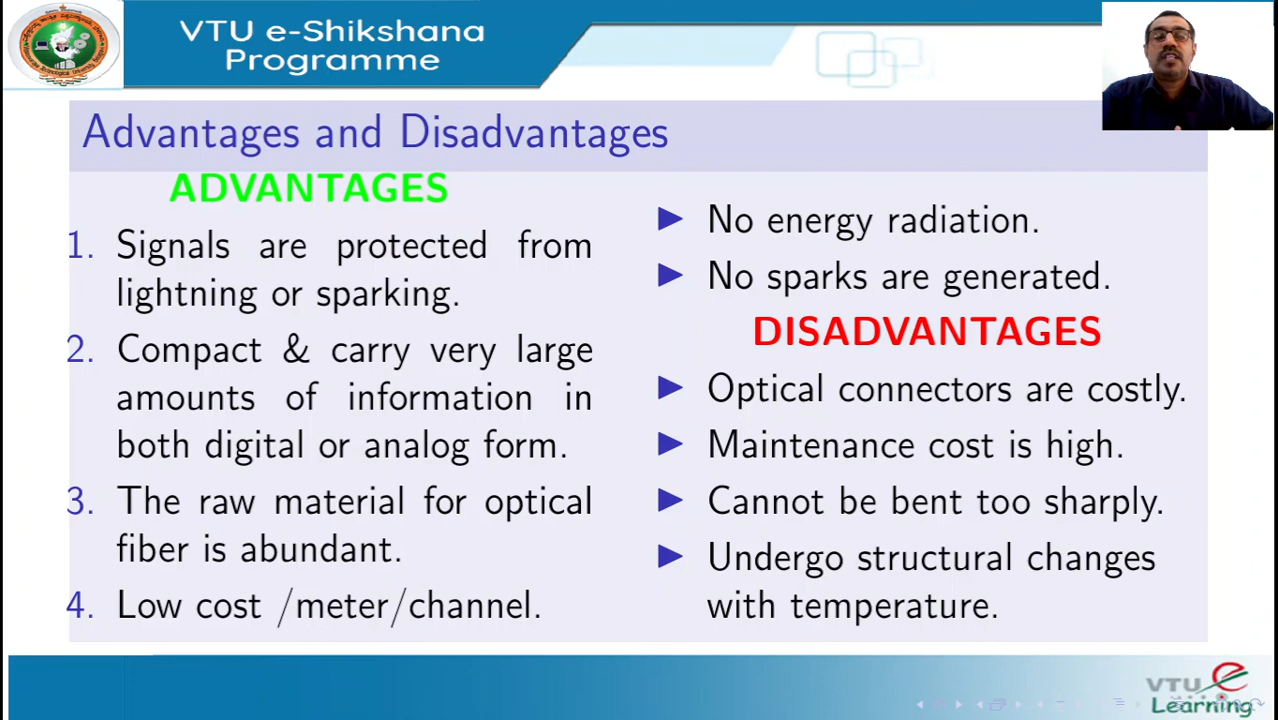 VTU e-Shikshana
Programme
Advantages and Disadvantages
ADVANTAGES
1. Signals are protected from
lightning or sparking.
2. Compact & carry very large
amounts of information in
both digital or analog form.
3. The raw material for optical
fiber is abundant.
4. Low cost /meter/channel.
▶ No energy radiation.
▶ No sparks are generated.
DISADVANTAGES
▶ Optical connectors are costly.
▶ Maintenance cost is high.
▶ Cannot be bent too sharply.
▶ Undergo structural changes
with temperature.
VTU e
Learning